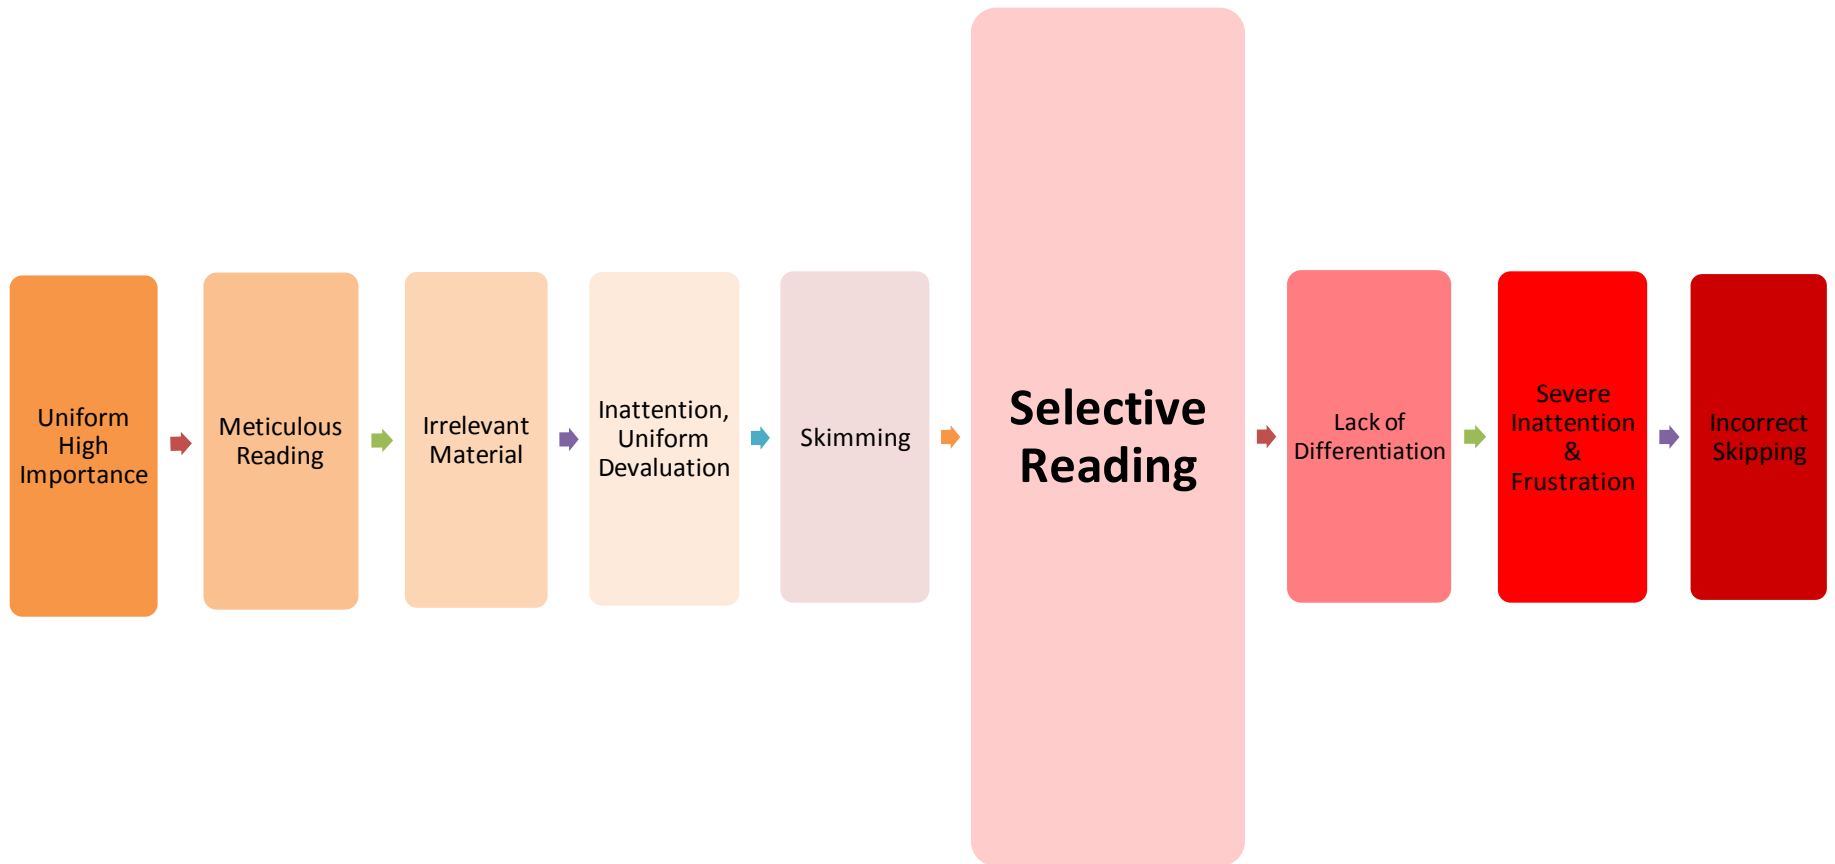 Uniform
High
Importance
Meticulous
Reading
Irrelevant
Material
Inattention,
Uniform
Devaluation
Skimming
Selective
Reading
Lack of
Differentiation
Severe
Inattention
&
Frustration
Incorrect
Skipping